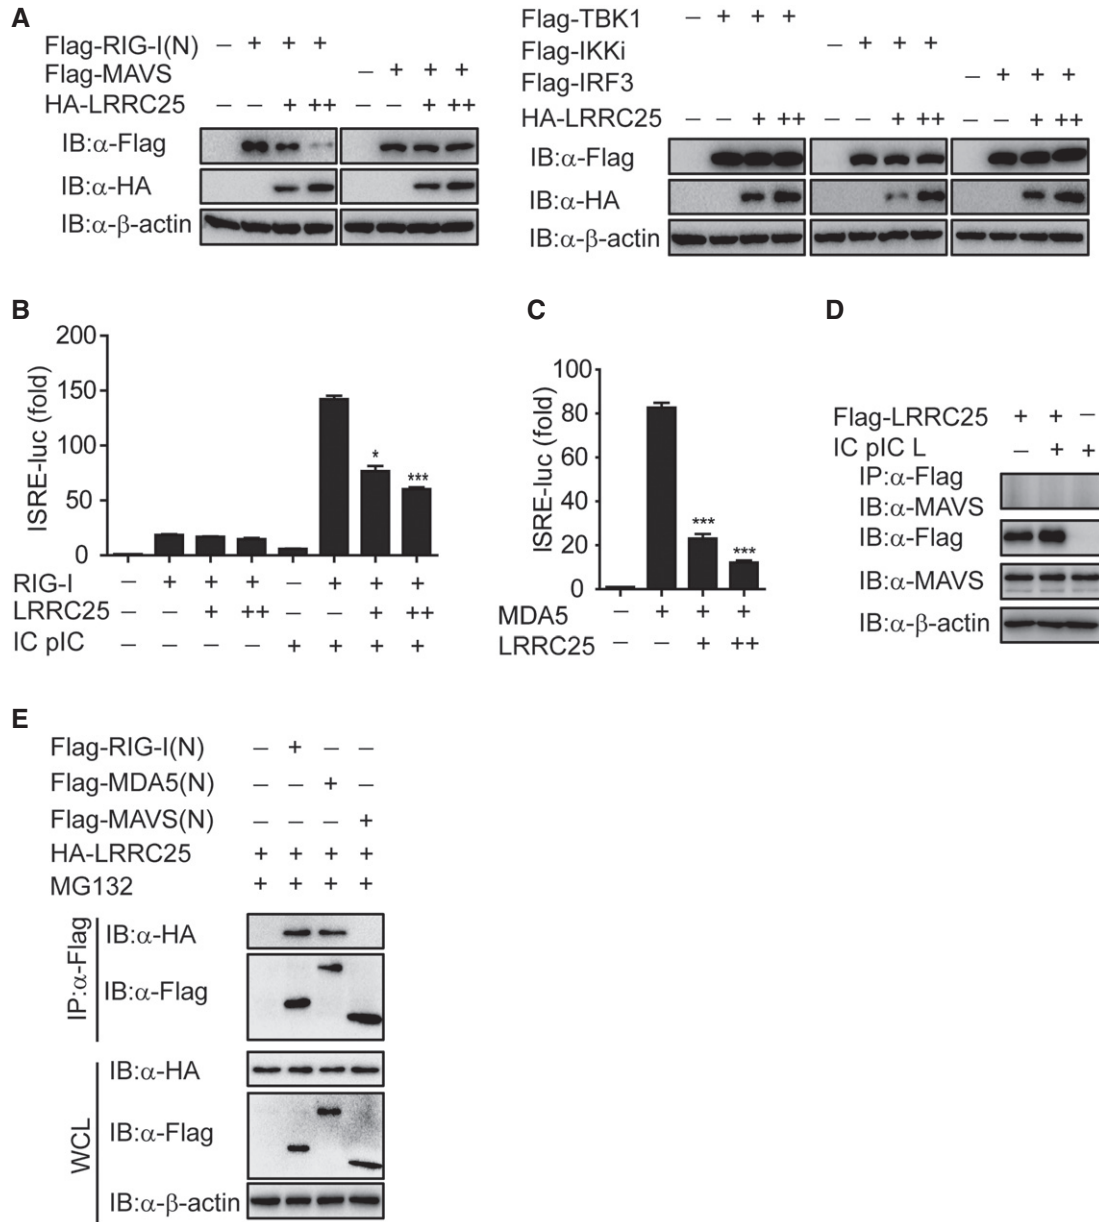 A
Flag-RIG-I(N) – + + +
Flag-MAVS – + + +
HA-LRRC25 – – + ++ – – + ++
IB:α-Flag
IB:α-HA
IB:α-β-actin
Flag-TBK1 – + + +
Flag-IKKi – + + +
Flag-IRF3 – + + +
HA-LRRC25 – – + ++ – – + ++ – – + ++
IB:α-Flag
IB:α-HA
IB:α-β-actin
B
ISRE-luc (fold)
200
150
100
50
0
* ***
RIG-I – + + + – + + +
LRRC25 – – + ++ – – + ++
IC pIC – – – – + + + +
C
ISRE-luc (fold)
100
80
60
40
20
0
*** ***
MDA5 – + + +
LRRC25 – – + ++
D
Flag-LRRC25 + + –
IC pIC L – + +
IP:α-Flag
IB:α-MAVS
IB:α-Flag
IB:α-MAVS
IB:α-β-actin
E
Flag-RIG-I(N) – + – –
Flag-MDA5(N) – – + –
Flag-MAVS(N) – – – +
HA-LRRC25 + + + +
MG132 + + + +
IP:α-Flag
IB:α-HA
IB:α-Flag
WCL
IB:α-HA
IB:α-Flag
IB:α-β-actin